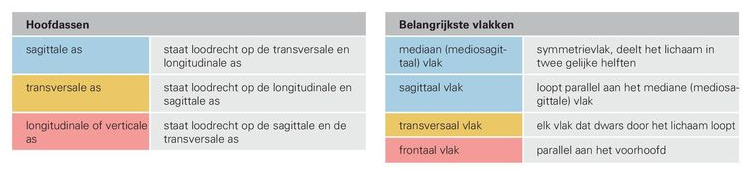 Hoofdassen
sagittale as
staat loodrecht op de transversale en
longitudinale as
transversale as
staat loodrecht op de longitudinale en
sagittale as
longitudinale of verticale
as
staat loodrecht op de sagittale en de
transversale as
Belangrijkste vlakken
mediaan (mediosagit-
taal) vlak
symmetrievlak, deelt het lichaam in
twee gelijke helften
sagittaal vlak
loopt parallel aan het mediane (mediosa-
gittale) vlak
transversaal vlak
elk vlak dat dwars door het lichaam loopt
frontaal vlak
parallel aan het voorhoofd